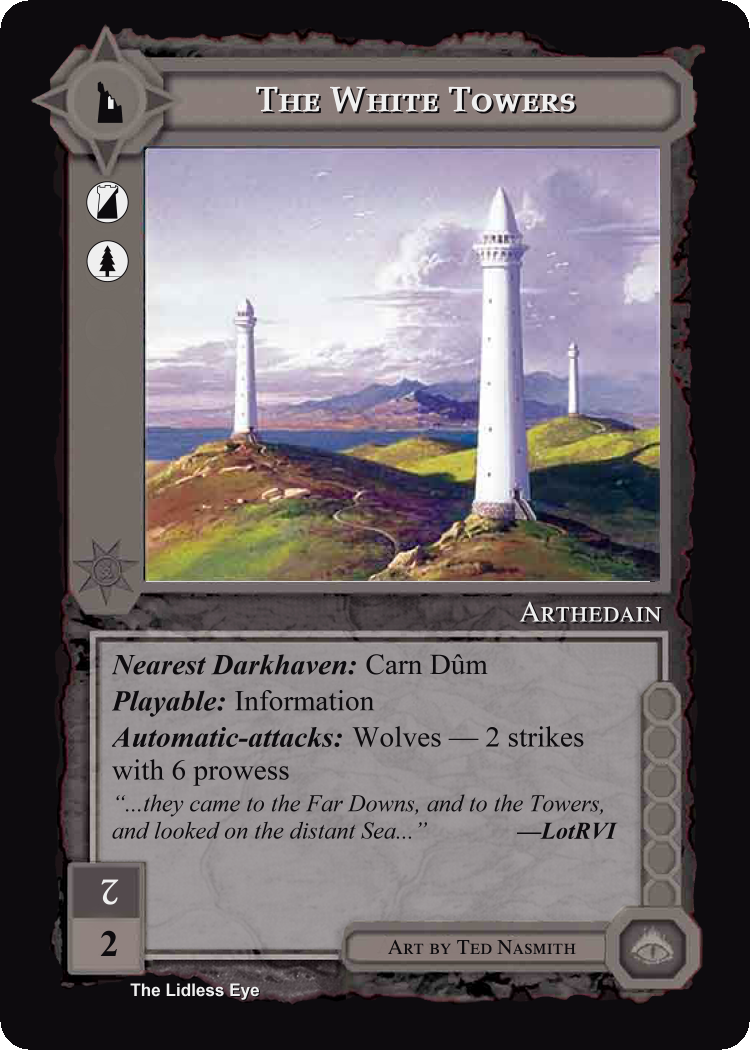 The White Towers
Arthedain
Nearest Darkhaven: Carn Dûm
Playable: Information
Automatic-attacks: Wolves — 2 strikes
with 6 prowess
“...they came to the Far Downs, and to the Towers,
and looked on the distant Sea...” —LotRVI
2
2
Art by Ted Nasmith
The Lidless Eye